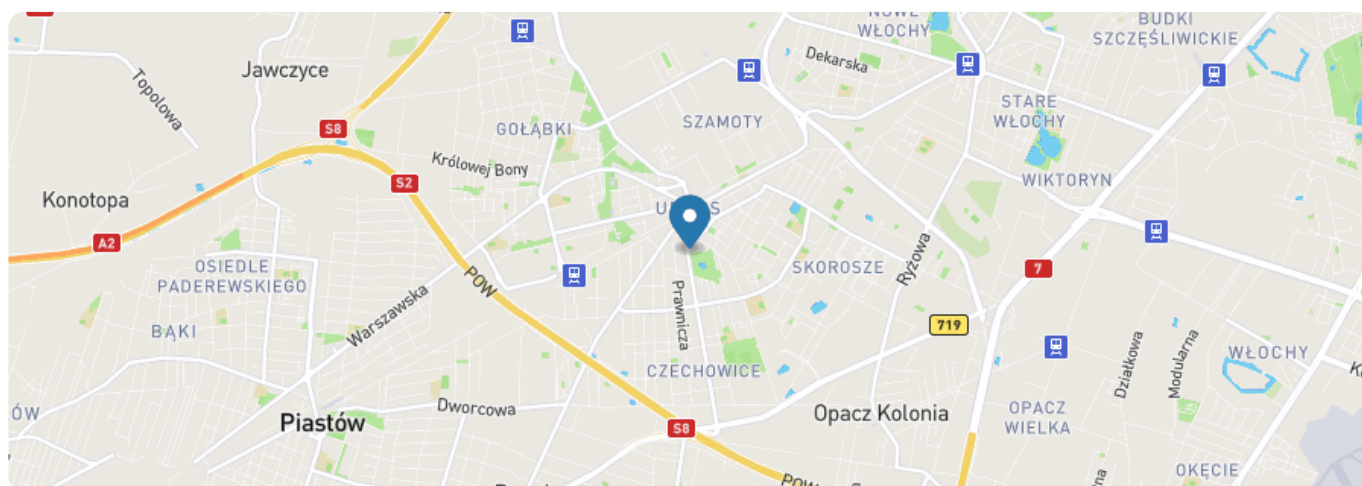 NOWE
WŁOCHY
BUDKI
SZCZĘŚLIWICKIE
Jawczyce
Dekarska
Topolowa
STARE
WŁOCHY
S8
GOŁĄBKI
SZAMOTY
Królowej Bony
S2
WIKTORYN
Konotopa
A2
OSIEDLE
PADEREWSKIEGO
SKOROSZE
Ryżowa
7
POW
Warszawska
Prawnicza
719
BĄKI
Działkowa
Modularna
WŁOCHY
CZECHOWICE
Dworcowa
Piastów
Opacz Kolonia
OPACZ
WIELKA
S8
OKĘCIE
POW